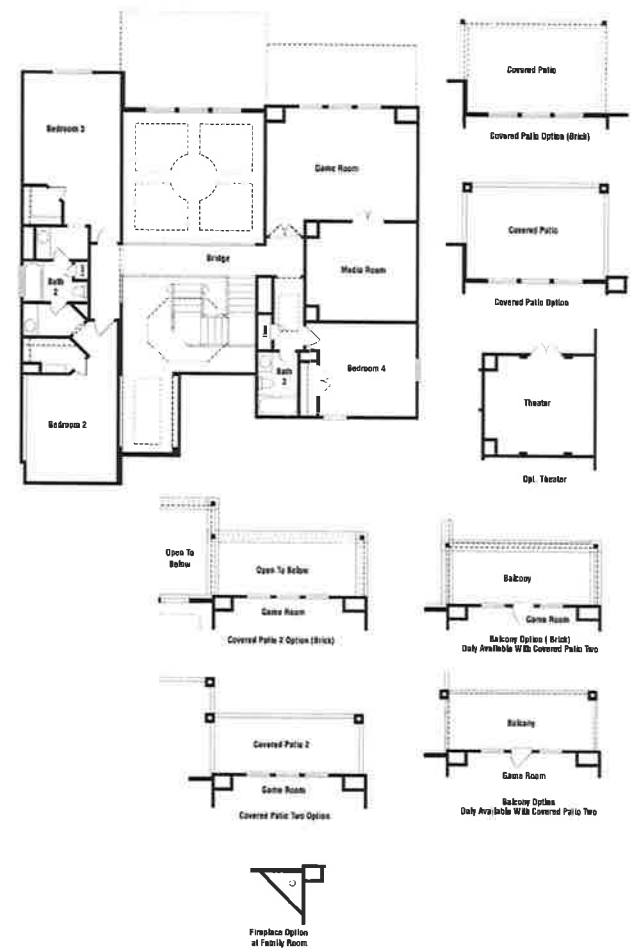 Bedroom 3
Game Room
Bridge
Media Room
Bath
2
Linen
Bath
3
Bedroom 4
Bedroom 2
Covered Patio
Covered Patio Option (Brick)
Covered Patio
Covered Patio Option
Theater
Opt. Theater
Open To
Below
Open To Below
Game Room
Covered Patio 2 Option (Brick)
Balcony
Game Room
Balcony Option ( Brick)
Only Available With Covered Patio Two
Covered Patio 2
Game Room
Covered Patio Two Option
Balcony
Game Room
Balcony Option
Only Available With Covered Patio Two
Fireplace Option
at Family Room